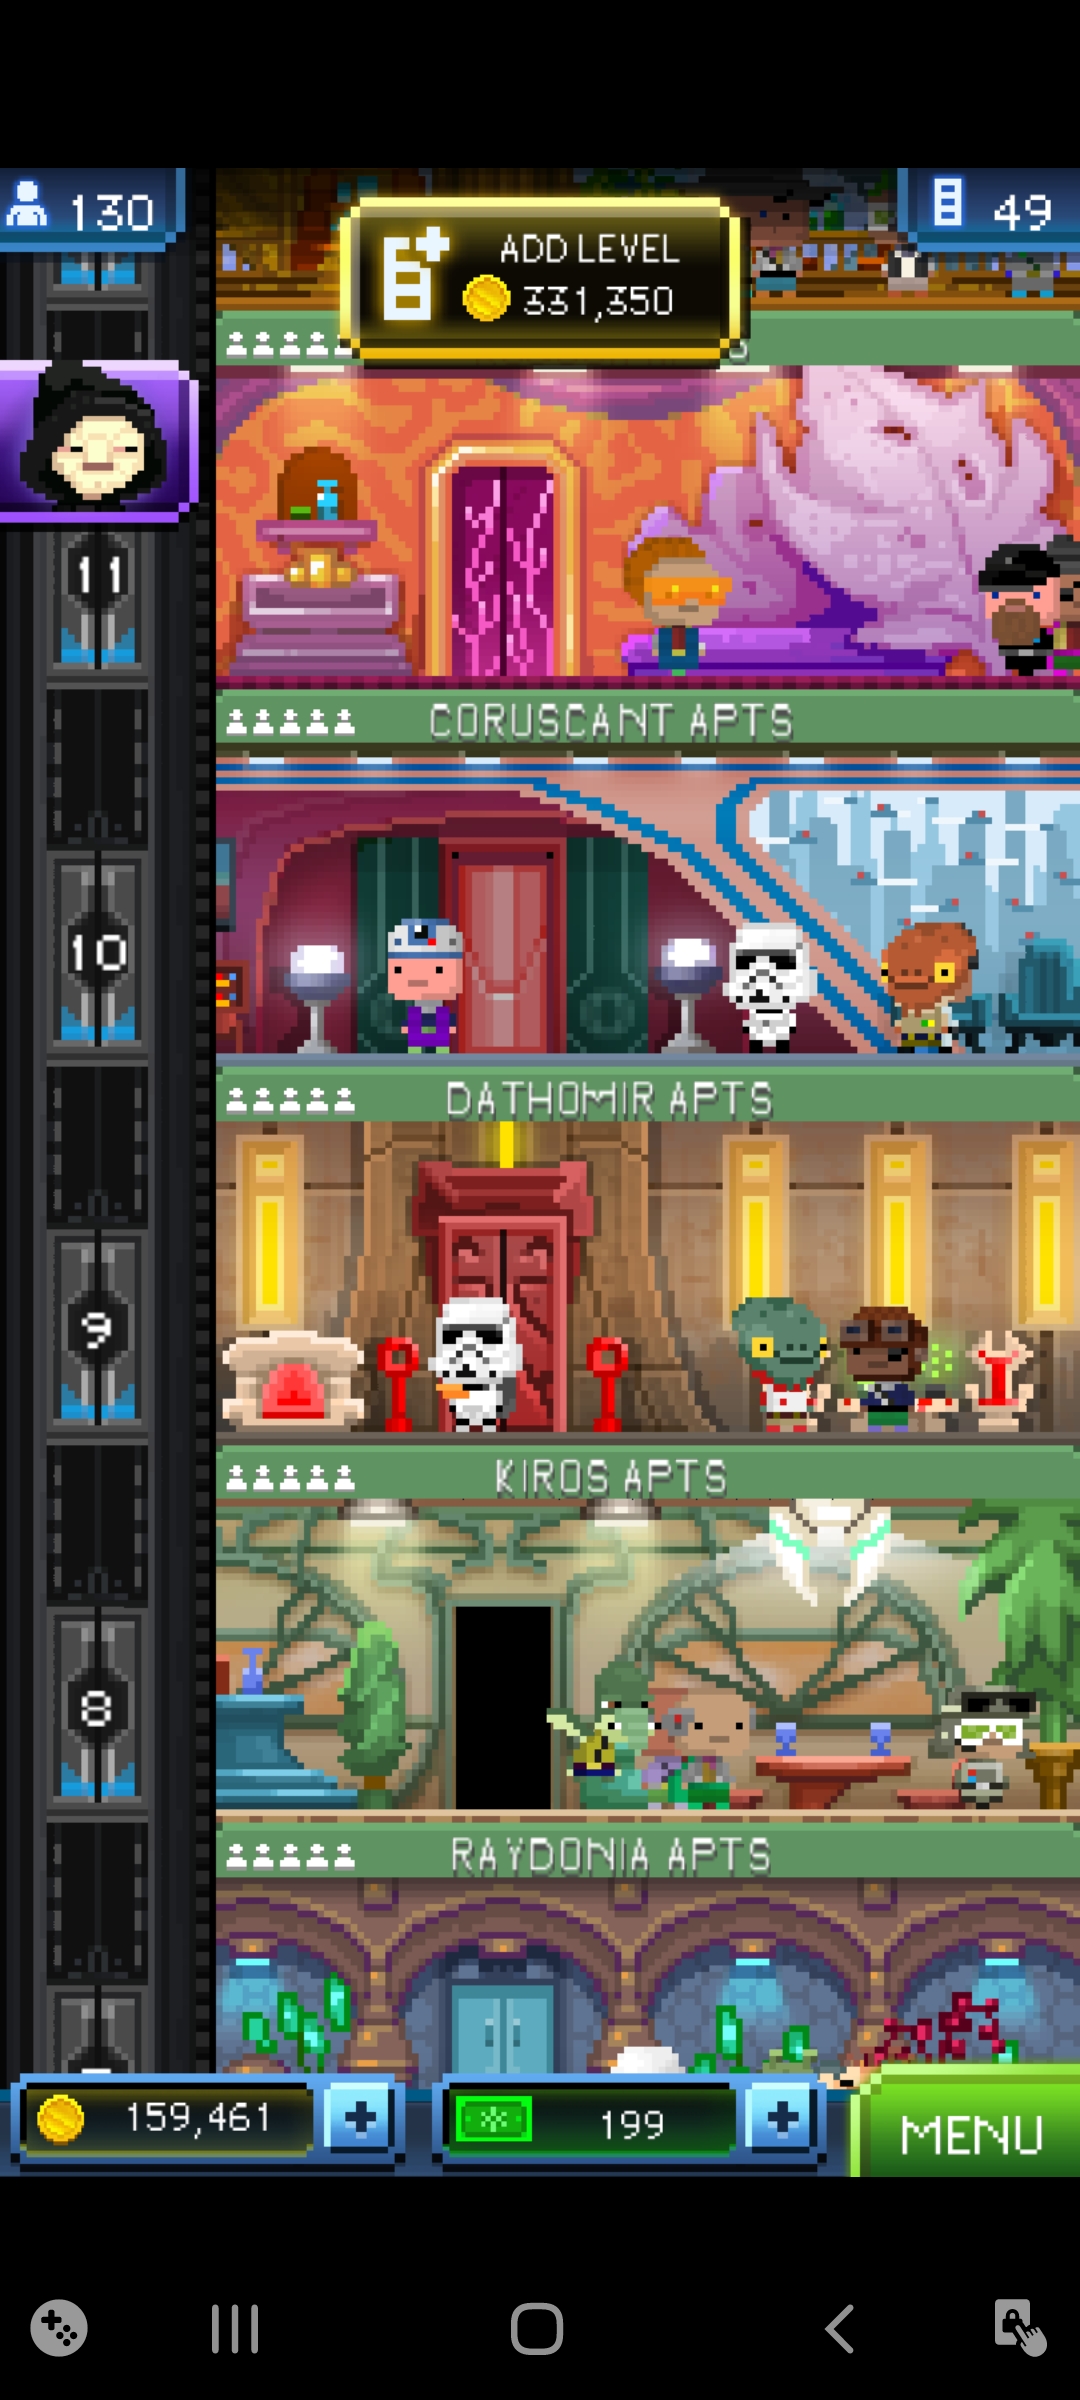 130
49
ADD LEVEL
331,350
S
11
CORUSCANT APTS
10
DATHOMIR APTS
9
KIROS APTS
8
RAYDONIA APTS
159,461
199
MENU